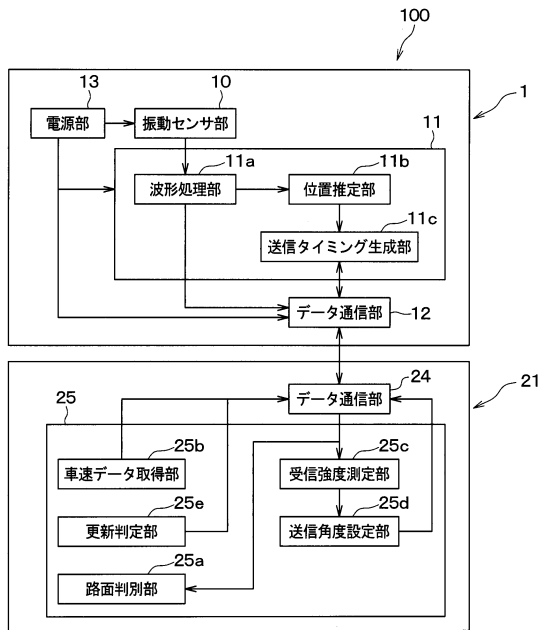 100
13
10
1
電源部
振動センサ部
11
11a
11b
波形処理部
位置推定部
11c
送信タイミング生成部
データ通信部
12
24
21
データ通信部
25
25b
25c
車速データ取得部
受信強度測定部
25e
25d
更新判定部
送信角度設定部
25a
路面判別部